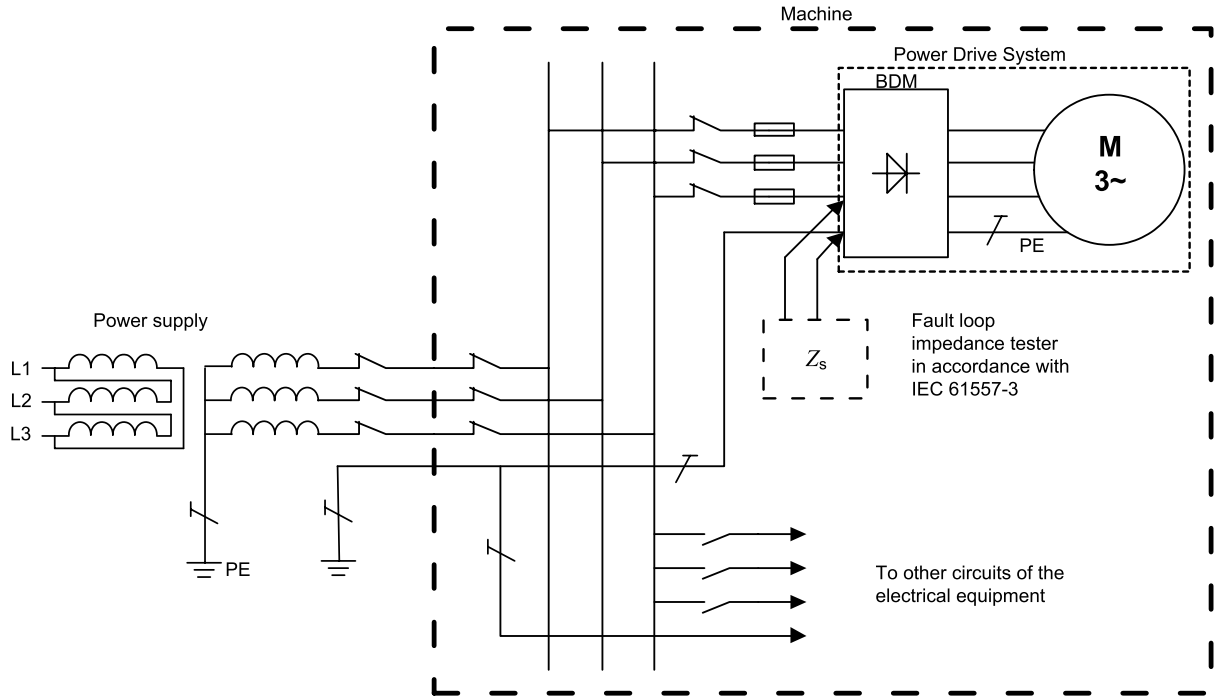 Machine
Power Drive System
BDM
M
3~
PE
Power supply
L1
L2
L3
Zs
Fault loop
impedance tester
in accordance with
IEC 61557-3
PE
To other circuits of the
electrical equipment